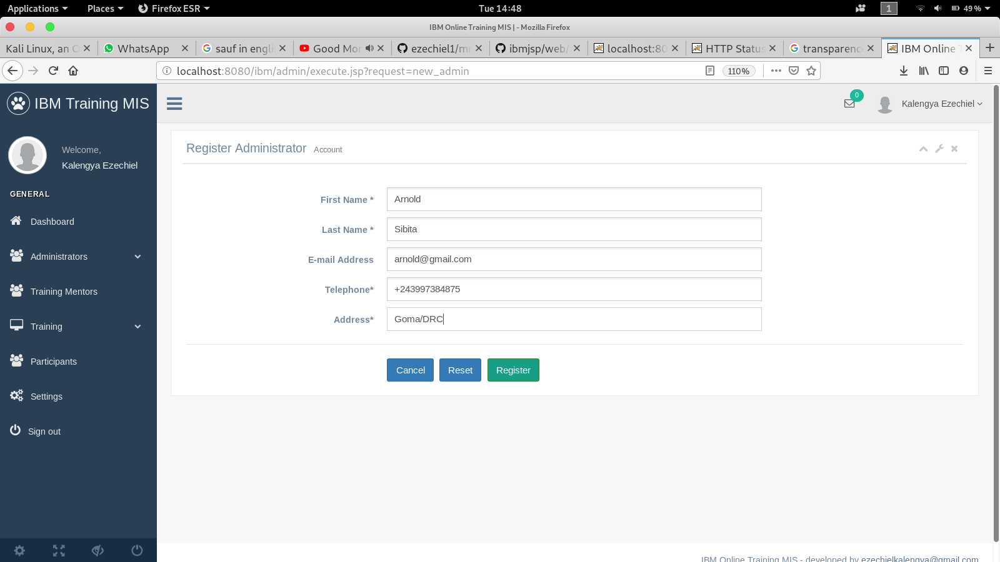 Applications Places Firefox ESR Tue 14:48 1 49 %
IBM Online Training MIS | - Mozilla Firefox
Kali Linux, an O WhatsApp sauf in engli Good Mor ezechiel1/mr ibmjsp/web/ localhost:80 HTTP Status transparence IBM Online T
localhost:8080/ibm/admin/execute.jsp?request=new_admin 110%
IBM Training MIS
0
Kalengya Ezechiel
Welcome,
Kalengya Ezechiel
GENERAL
Dashboard
Administrators
Training Mentors
Training
Participants
Settings
Sign out
Register Administrator Account
First Name * Arnold
Last Name * Sibita
E-mail Address arnold@gmail.com
Telephone* +243997384875
Address* Goma/DRC
Cancel Reset Register
IBM Online Training MIS - developed by ezechielkalengya@gmail.com